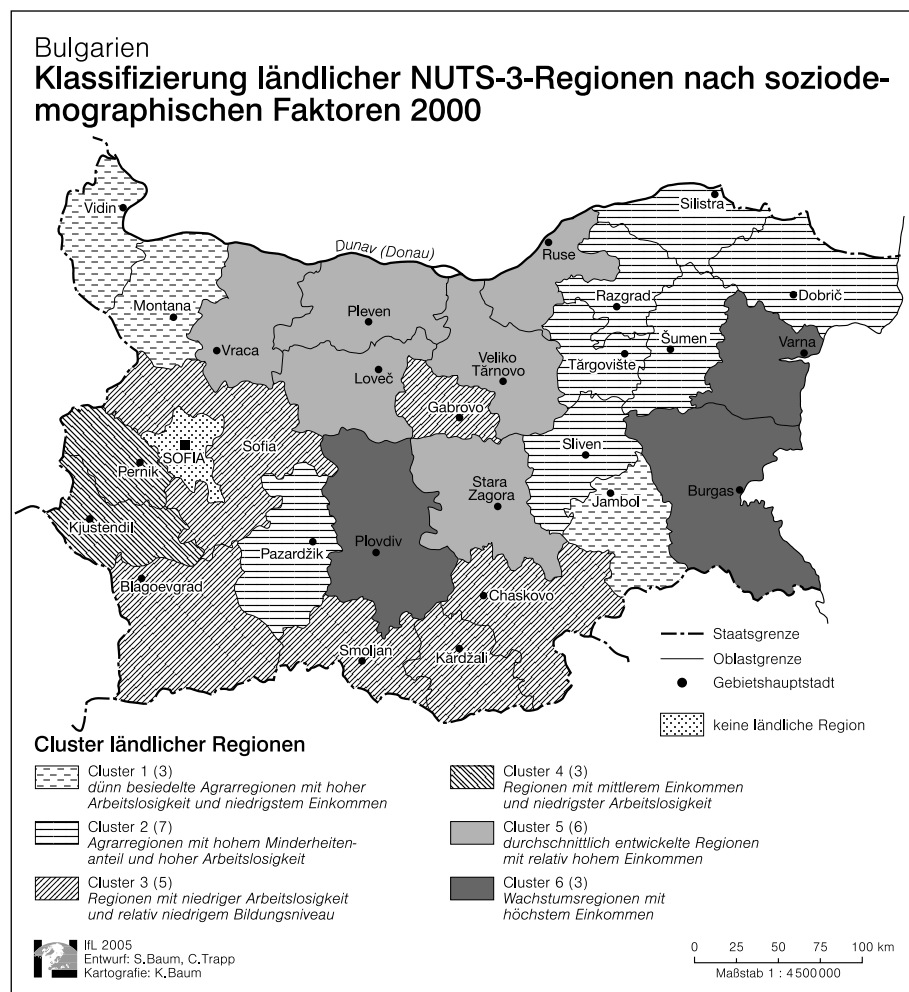 Bulgarien
Klassifizierung ländlicher NUTS-3-Regionen nach soziode-
mographischen Faktoren 2000
Vidin
Silistra
Dunav (Donau)
Ruse
Montana
Razgrad
Dobrič
Pleven
Vraca
Šumen
Varna
Loveč
Veliko
Tărnovo
Tărgovište
Gabrovo
SOFIA
Sofia
Pernik
Sliven
Stara
Zagora
Jambol
Burgas
Kjustendil
Pazardžik
Plovdiv
Blagoevgrad
Chaskovo
Smoljan
Kărdžali
Staatsgrenze
Oblastgrenze
Gebietshauptstadt
keine ländliche Region
Cluster ländlicher Regionen
Cluster 1 (3)
dünn besiedelte Agrarregionen mit hoher
Arbeitslosigkeit und niedrigstem Einkommen
Cluster 2 (7)
Agrarregionen mit hohem Minderheiten-
anteil und hoher Arbeitslosigkeit
Cluster 3 (5)
Regionen mit niedriger Arbeitslosigkeit
und relativ niedrigem Bildungsniveau
Cluster 4 (3)
Regionen mit mittlerem Einkommen
und niedrigster Arbeitslosigkeit
Cluster 5 (6)
durchschnittlich entwickelte Regionen
mit relativ hohem Einkommen
Cluster 6 (3)
Wachstumsregionen mit
höchstem Einkommen
IfL 2005
Entwurf: S.Baum, C.Trapp
Kartografie: K.Baum
0 25 50 75 100 km
Maßstab 1 : 4500000